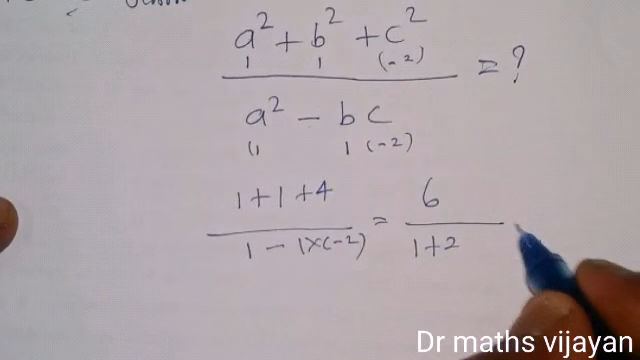 a² + b² + c²
1 1 (-2)
= ?
a² - bc
(1 1 (-2)
1+1+4 = 6
1 - 1×(-2) 1+2
Dr maths vijayan